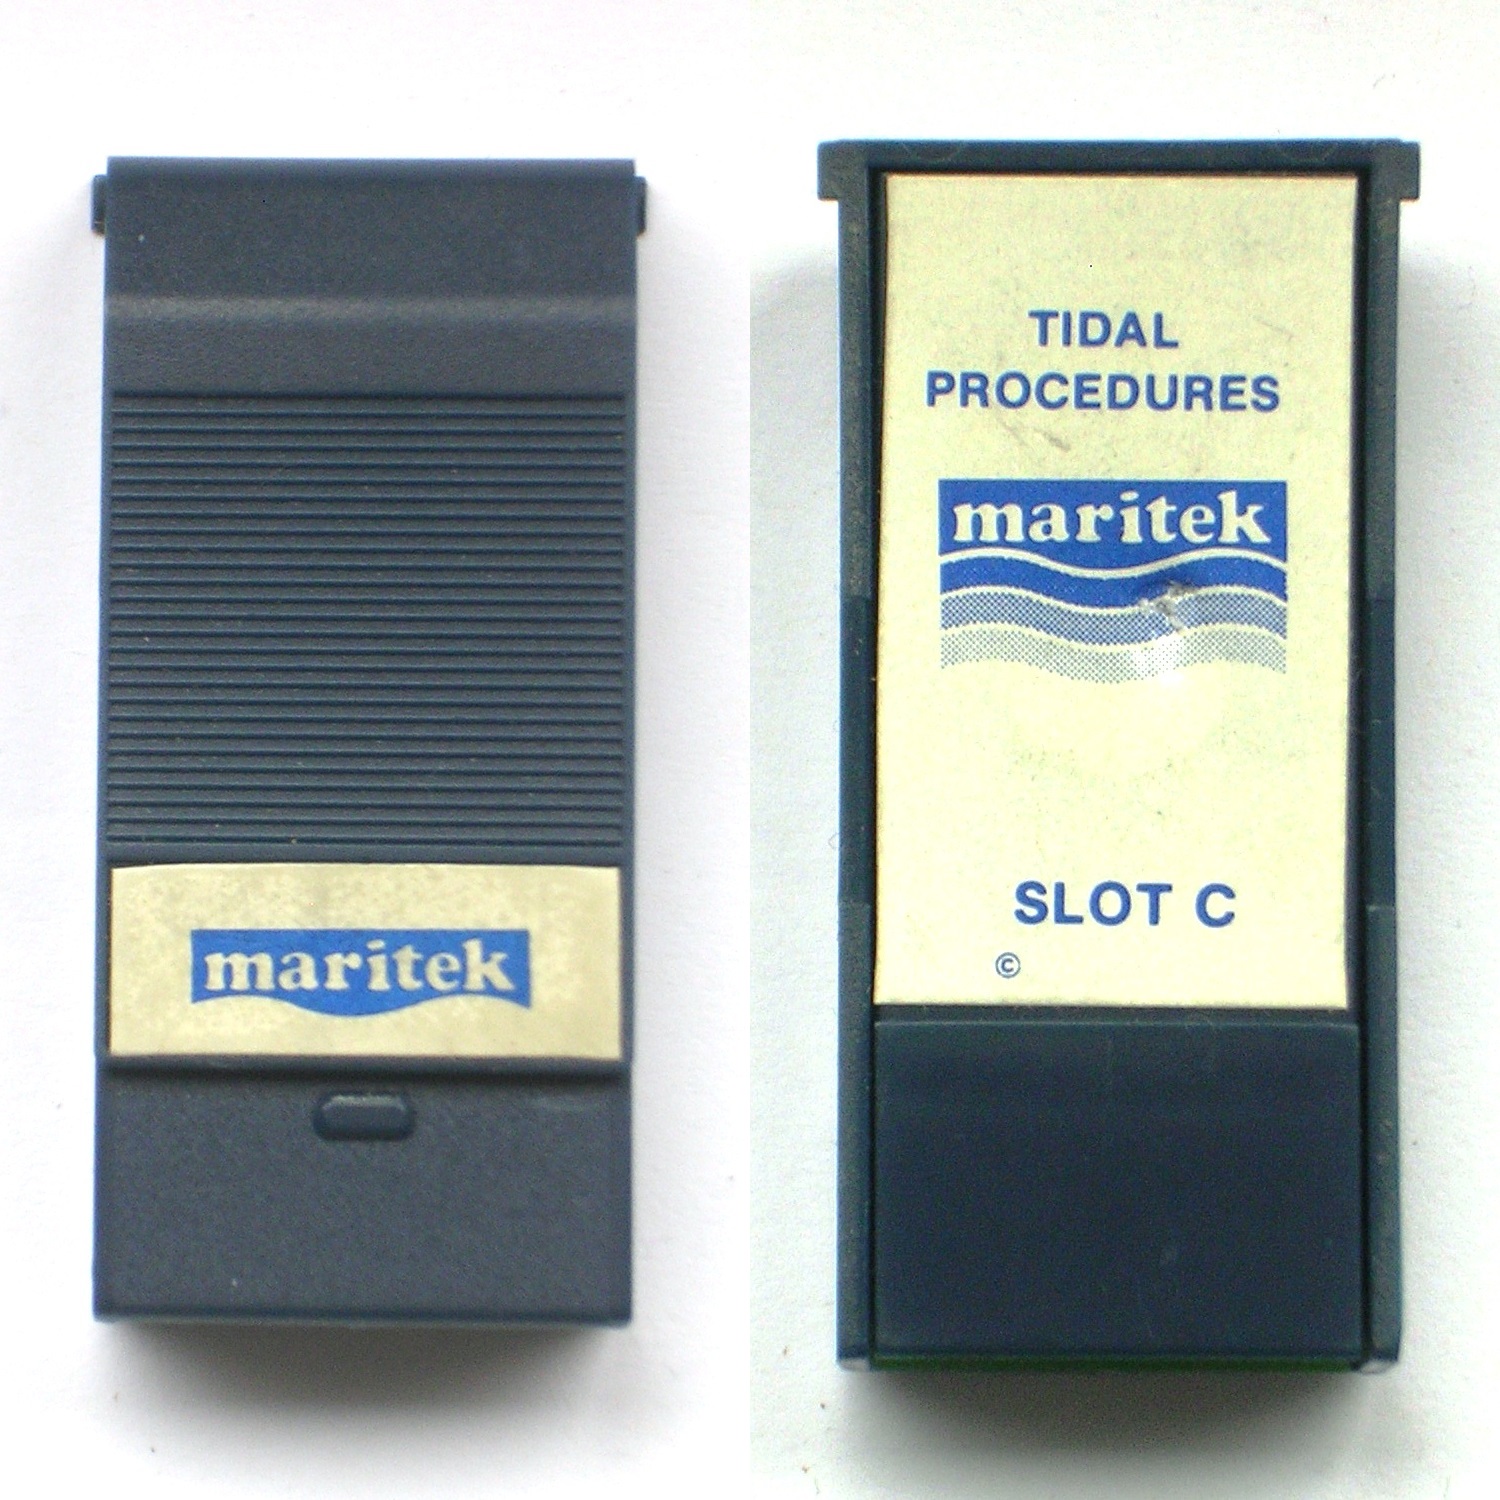 maritek
TIDAL
PROCEDURES
maritek
SLOT C
©